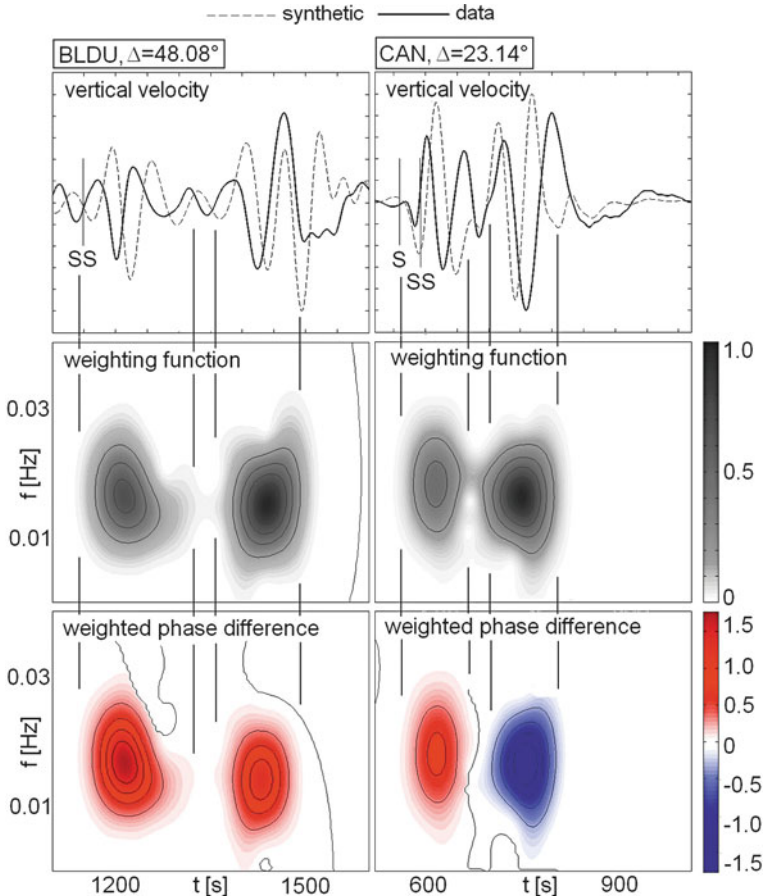 synthetic data
BLDU, Δ=48.08° CAN, Δ=23.14°
vertical velocity vertical velocity
SS S
SS
weighting function weighting function
1.0
0.03
f [Hz] 0.5
0.01
0
weighted phase difference weighted phase difference
1.5
0.03 1.0
0.5
f [Hz] 0
0.01 -0.5
-1.0
-1.5
1200 t [s] 1500 600 t [s] 900